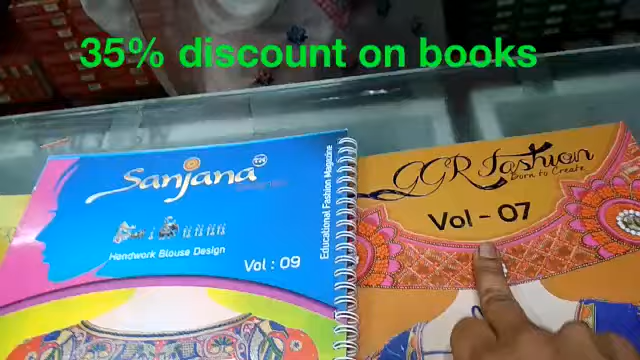 35% discount on books
Sanjana TM
Handwork Blouse Design
Vol : 09
Educational Fashion Magazine
GGR Fashion
Born to Create
Vol - 07